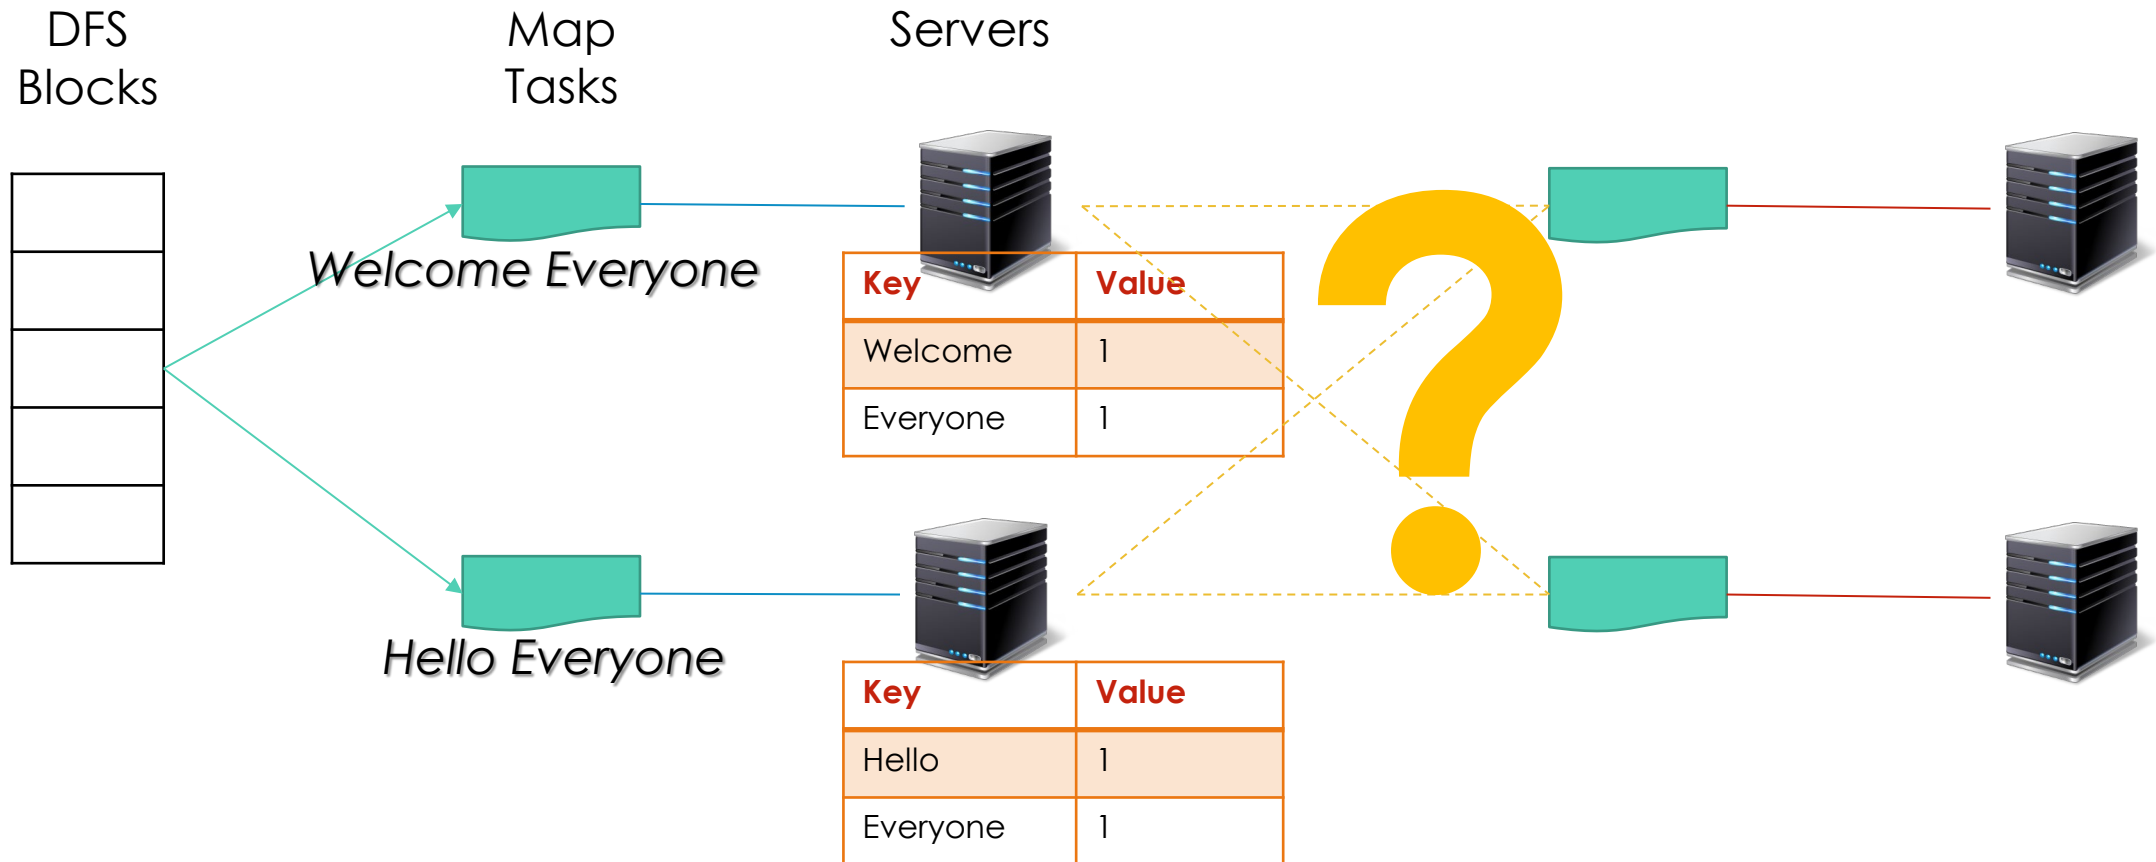 DFS
Blocks
Map
Tasks
Servers
Welcome Everyone
Key Value
Welcome 1
Everyone 1
?
Hello Everyone
Key Value
Hello 1
Everyone 1